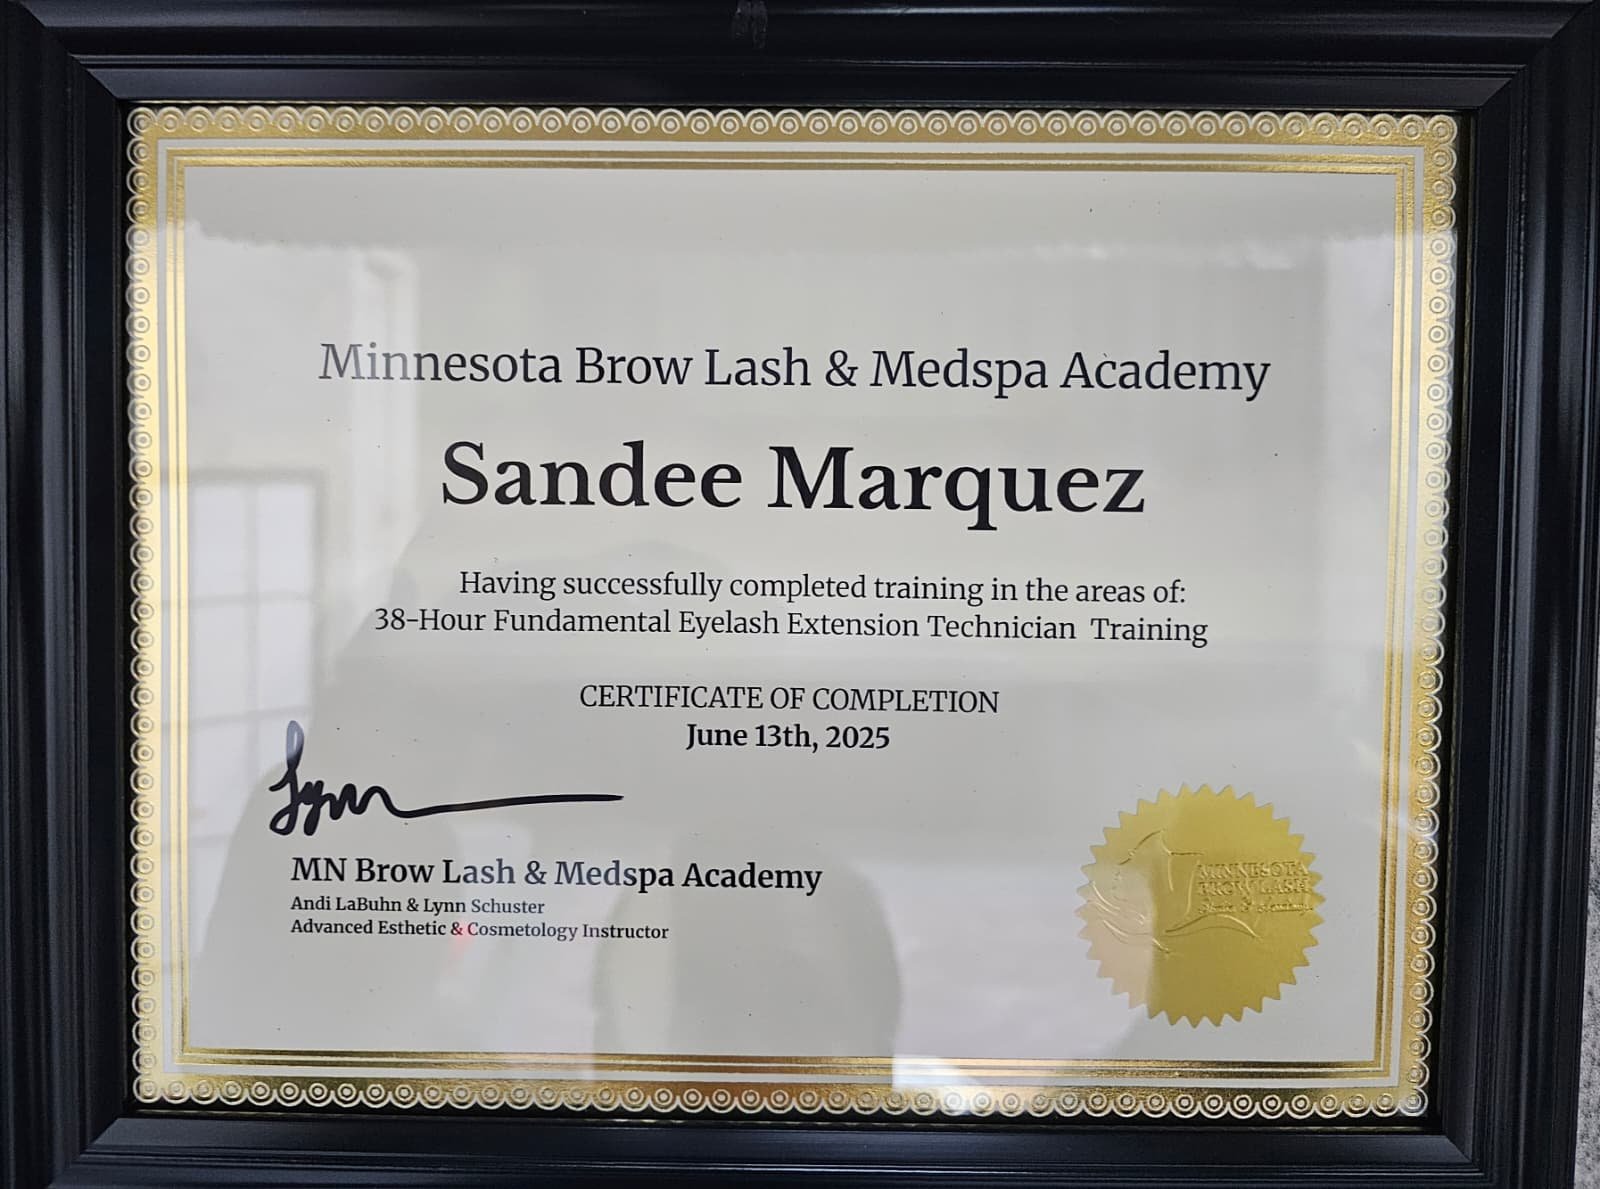 Minnesota Brow Lash & Medspa Academy
Sandee Marquez
Having successfully completed training in the areas of:
38-Hour Fundamental Eyelash Extension Technician Training
CERTIFICATE OF COMPLETION
June 13th, 2025
Lynn
MN Brow Lash & Medspa Academy
Andi LaBuhn & Lynn Schuster
Advanced Esthetic & Cosmetology Instructor
MINNESOTA
BROW LASH
& Academy